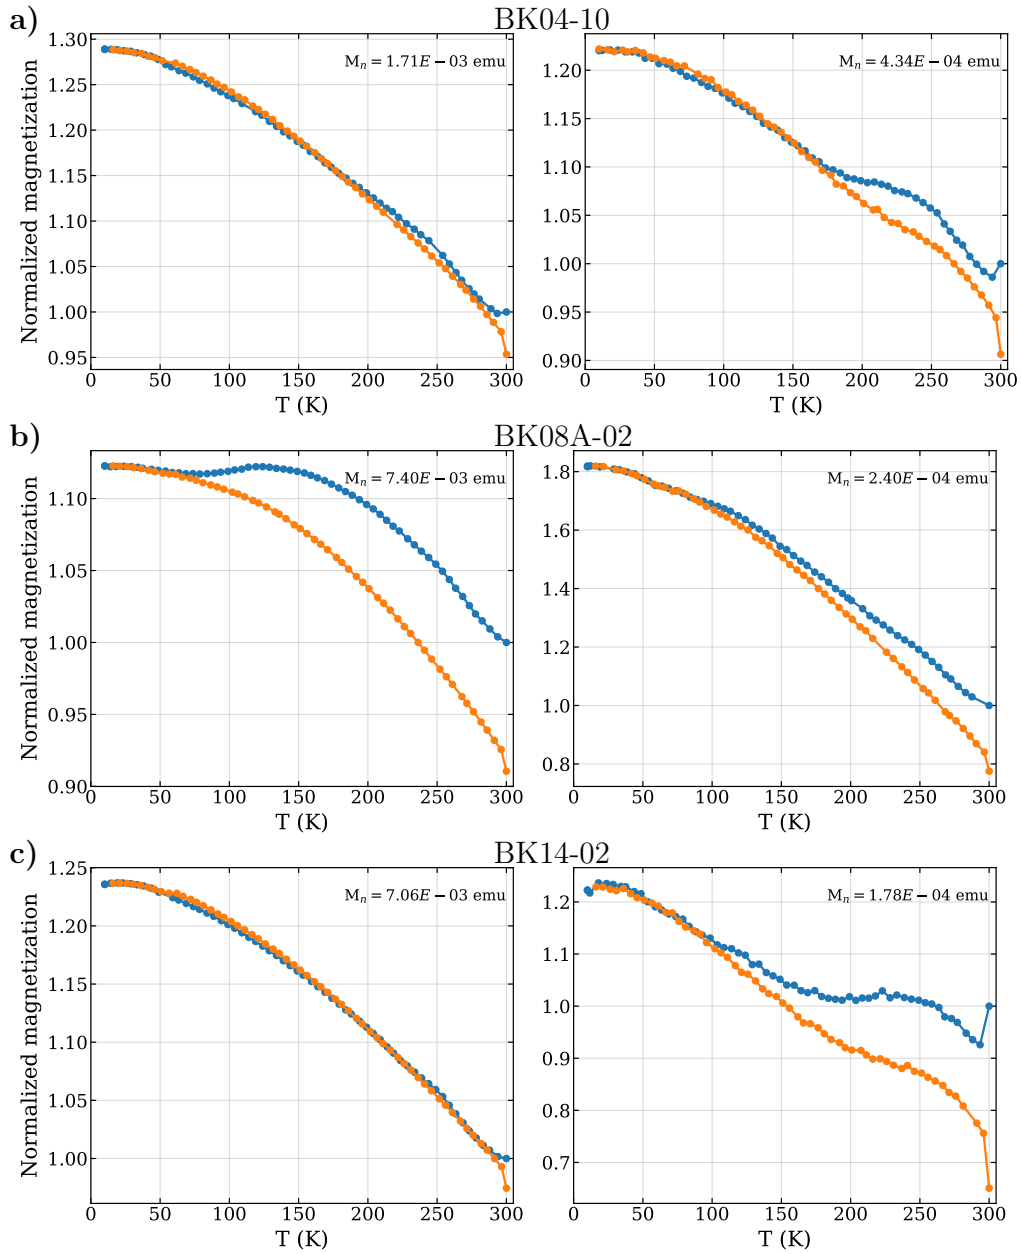 a)
BK04-10
Normalized magnetization
1.30
1.25
1.20
1.15
1.10
1.05
1.00
0.95
M_n = 1.71E − 03 emu
0 50 100 150 200 250 300
T (K)
1.20
1.15
1.10
1.05
1.00
0.95
0.90
M_n = 4.34E − 04 emu
0 50 100 150 200 250 300
T (K)
b)
BK08A-02
Normalized magnetization
1.10
1.05
1.00
0.95
0.90
M_n = 7.40E − 03 emu
0 50 100 150 200 250 300
T (K)
1.8
1.6
1.4
1.2
1.0
0.8
M_n = 2.40E − 04 emu
0 50 100 150 200 250 300
T (K)
c)
BK14-02
Normalized magnetization
1.25
1.20
1.15
1.10
1.05
1.00
M_n = 7.06E − 03 emu
0 50 100 150 200 250 300
T (K)
1.2
1.1
1.0
0.9
0.8
0.7
M_n = 1.78E − 04 emu
0 50 100 150 200 250 300
T (K)